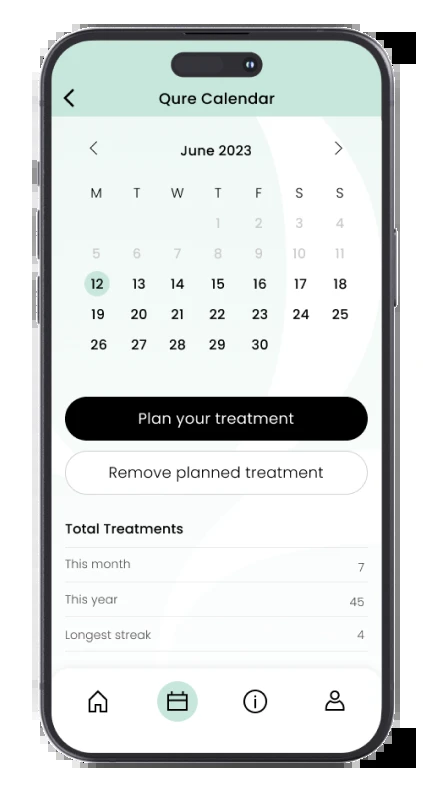 Qure Calendar
June 2023
M T W T F S S
1 2 3 4
5 6 7 8 9 10 11
12 13 14 15 16 17 18
19 20 21 22 23 24 25
26 27 28 29 30
Plan your treatment
Remove planned treatment
Total Treatments
This month 7
This year 45
Longest streak 4